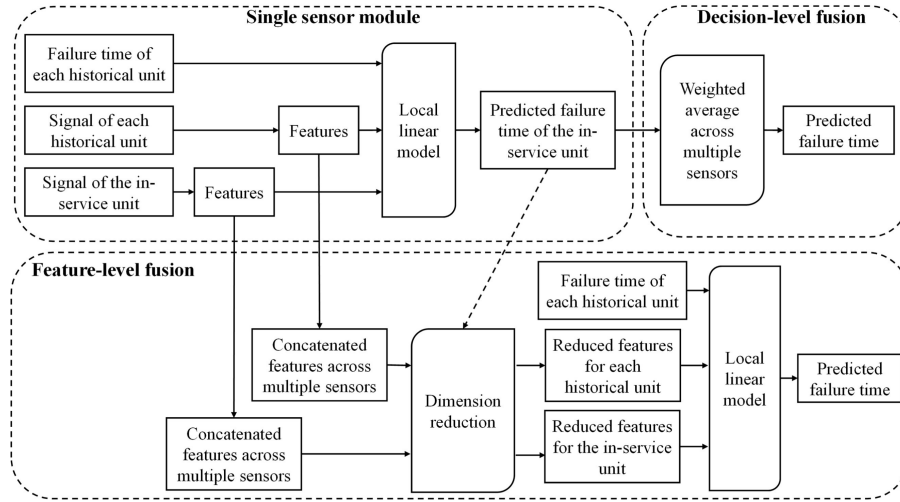 Single sensor module
Failure time of
each historical unit
Signal of each
historical unit
Features
Signal of the in-
service unit
Features
Local
linear
model
Predicted failure
time of the in-
service unit
Decision-level fusion
Weighted
average
across
multiple
sensors
Predicted
failure time
Feature-level fusion
Concatenated
features across
multiple sensors
Concatenated
features across
multiple sensors
Dimension
reduction
Failure time of
each historical unit
Reduced features
for each
historical unit
Reduced features
for the in-service
unit
Local
linear
model
Predicted
failure time